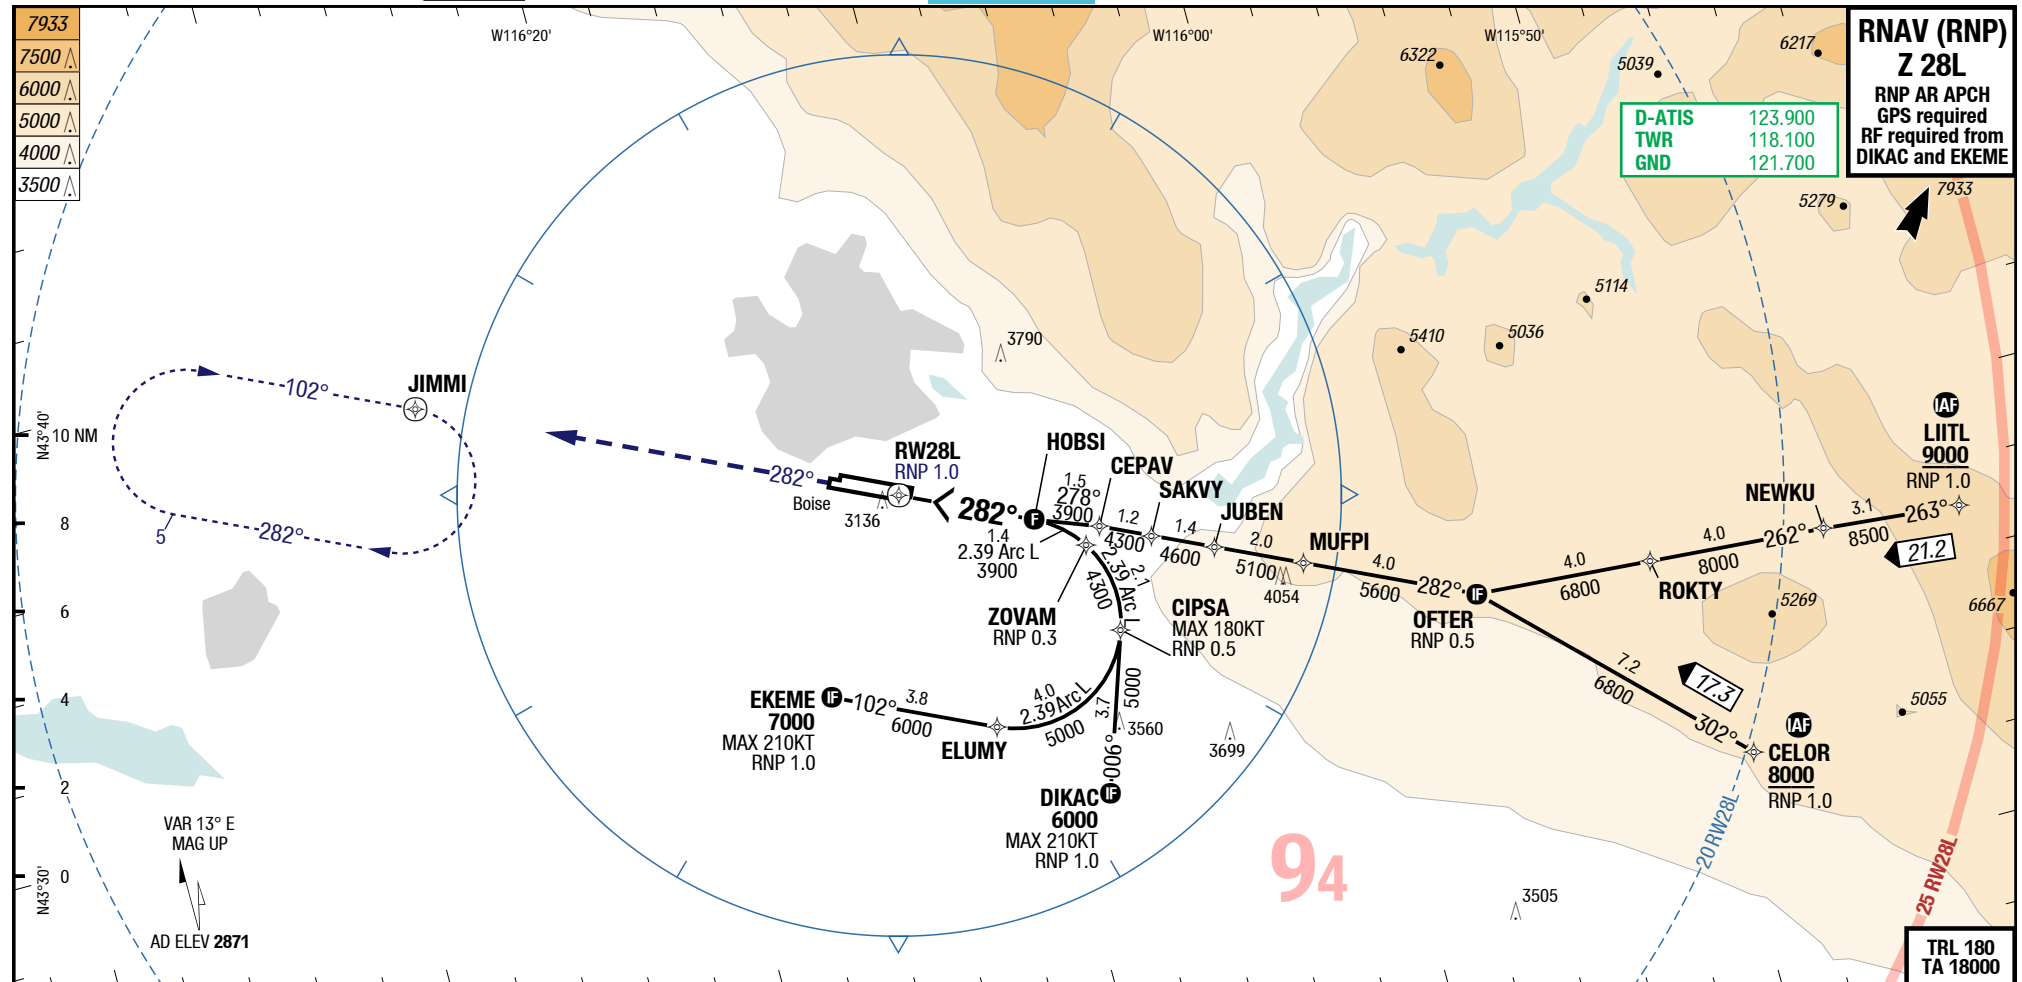 7933
7500
6000
5000
4000
3500
W116°20'
W116°00'
W115°50'
6322
5039
6217
RNAV (RNP)
Z 28L
RNP AR APCH
GPS required
RF required from
DIKAC and EKEME
D-ATIS 123.900
TWR 118.100
GND 121.700
7933
5279
5114
5036
5410
3790
JIMMI
102°
282°
5
N43°40'
10 NM
8
6
4
2
0
N43°30'
282°
Boise
3136
RW28L
RNP 1.0
282°
HOBSI
F
1.5
278°
3900
CEPAV
1.2
4300
SAKVY
1.4
4600
JUBEN
2.0
5100
MUFPI
4054
4.0
5600
282°
IF
OFTER
RNP 0.5
4.0
6800
ROKTY
4.0
8000
262°
NEWKU
3.1
8500
263°
IAF
LIITL
9000
RNP 1.0
21.2
5269
6667
1.4
2.39 Arc L
3900
2.1
2.39 Arc L
4300
ZOVAM
RNP 0.3
CIPSA
MAX 180KT
RNP 0.5
EKEME
7000
MAX 210KT
RNP 1.0
IF
102°
3.8
6000
ELUMY
4.0
2.39 Arc L
5000
3.7
5000
006°
3560
3699
DIKAC
6000
MAX 210KT
RNP 1.0
IF
7.2
6800
302°
17.3
IAF
CELOR
8000
RNP 1.0
5055
20 RW28L
25 RW28L
94
3505
VAR 13° E
MAG UP
AD ELEV 2871
TRL 180
TA 18000